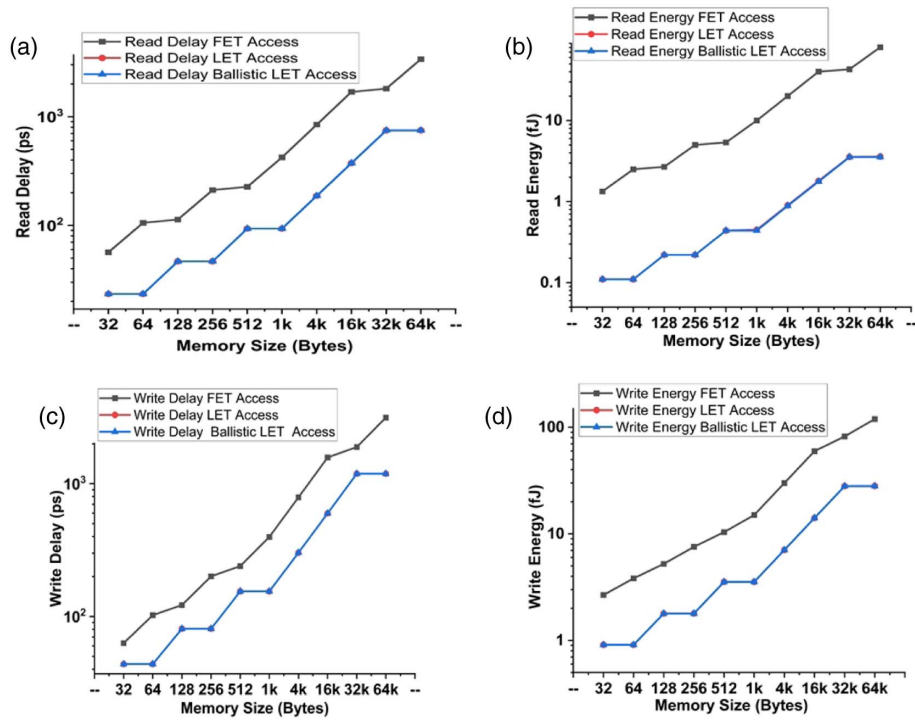 (a)
Read Delay FET Access
Read Delay LET Access
Read Delay Ballistic LET Access
10³
10²
Read Delay (ps)
-- 32 64 128 256 512 1k 4k 16k 32k 64k --
Memory Size (Bytes)
(b)
Read Energy FET Access
Read Energy LET Access
Read Energy Ballistic LET Access
10
1
0.1
Read Energy (fJ)
-- 32 64 128 256 512 1k 4k 16k 32k 64k --
Memory Size (Bytes)
(c)
Write Delay FET Access
Write Delay LET Access
Write Delay Ballistic LET Access
10³
10²
Write Delay (ps)
-- 32 64 128 256 512 1k 4k 16k 32k 64k --
Memory Size (Bytes)
(d)
Write Energy FET Access
Write Energy LET Access
Write Energy Ballistic LET Access
100
10
1
Write Energy (fJ)
-- 32 64 128 256 512 1k 4k 16k 32k 64k --
Memory Size (Bytes)